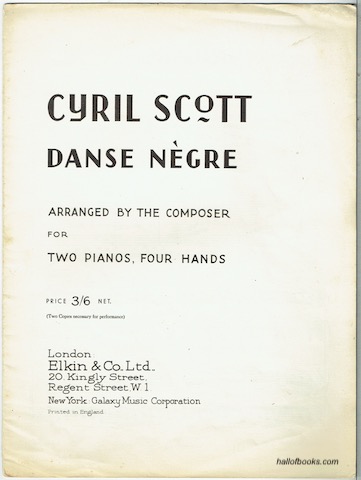 CYRIL SCOTT
DANSE NÈGRE
ARRANGED BY THE COMPOSER
FOR
TWO PIANOS, FOUR HANDS
PRICE 3/6 NET.
(Two Copies necessary for performance)
London
Elkin & Co. Ltd.,
20, Kingly Street,
Regent Street W 1
New York : Galaxy Music Corporation
Printed in England
hallofbooks.com